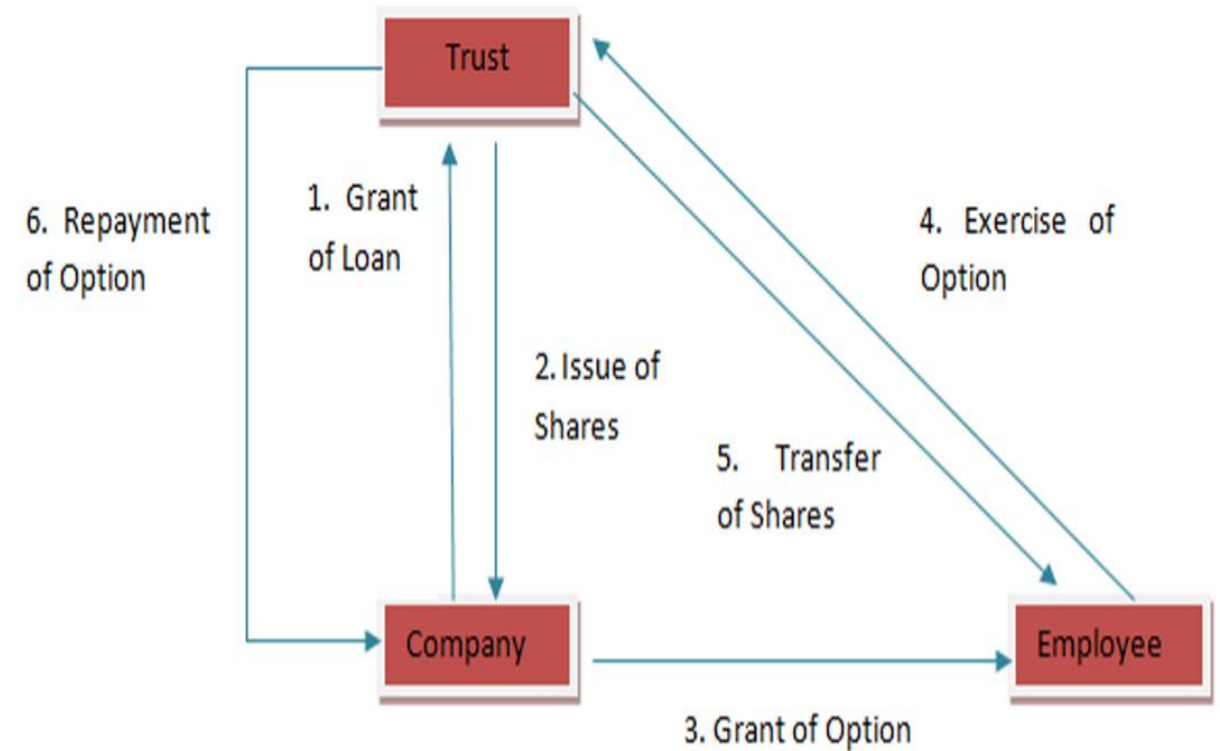 Trust
6. Repayment
of Option
1. Grant
of Loan
4. Exercise of
Option
2. Issue of
Shares
5. Transfer
of Shares
Company
Employee
3. Grant of Option